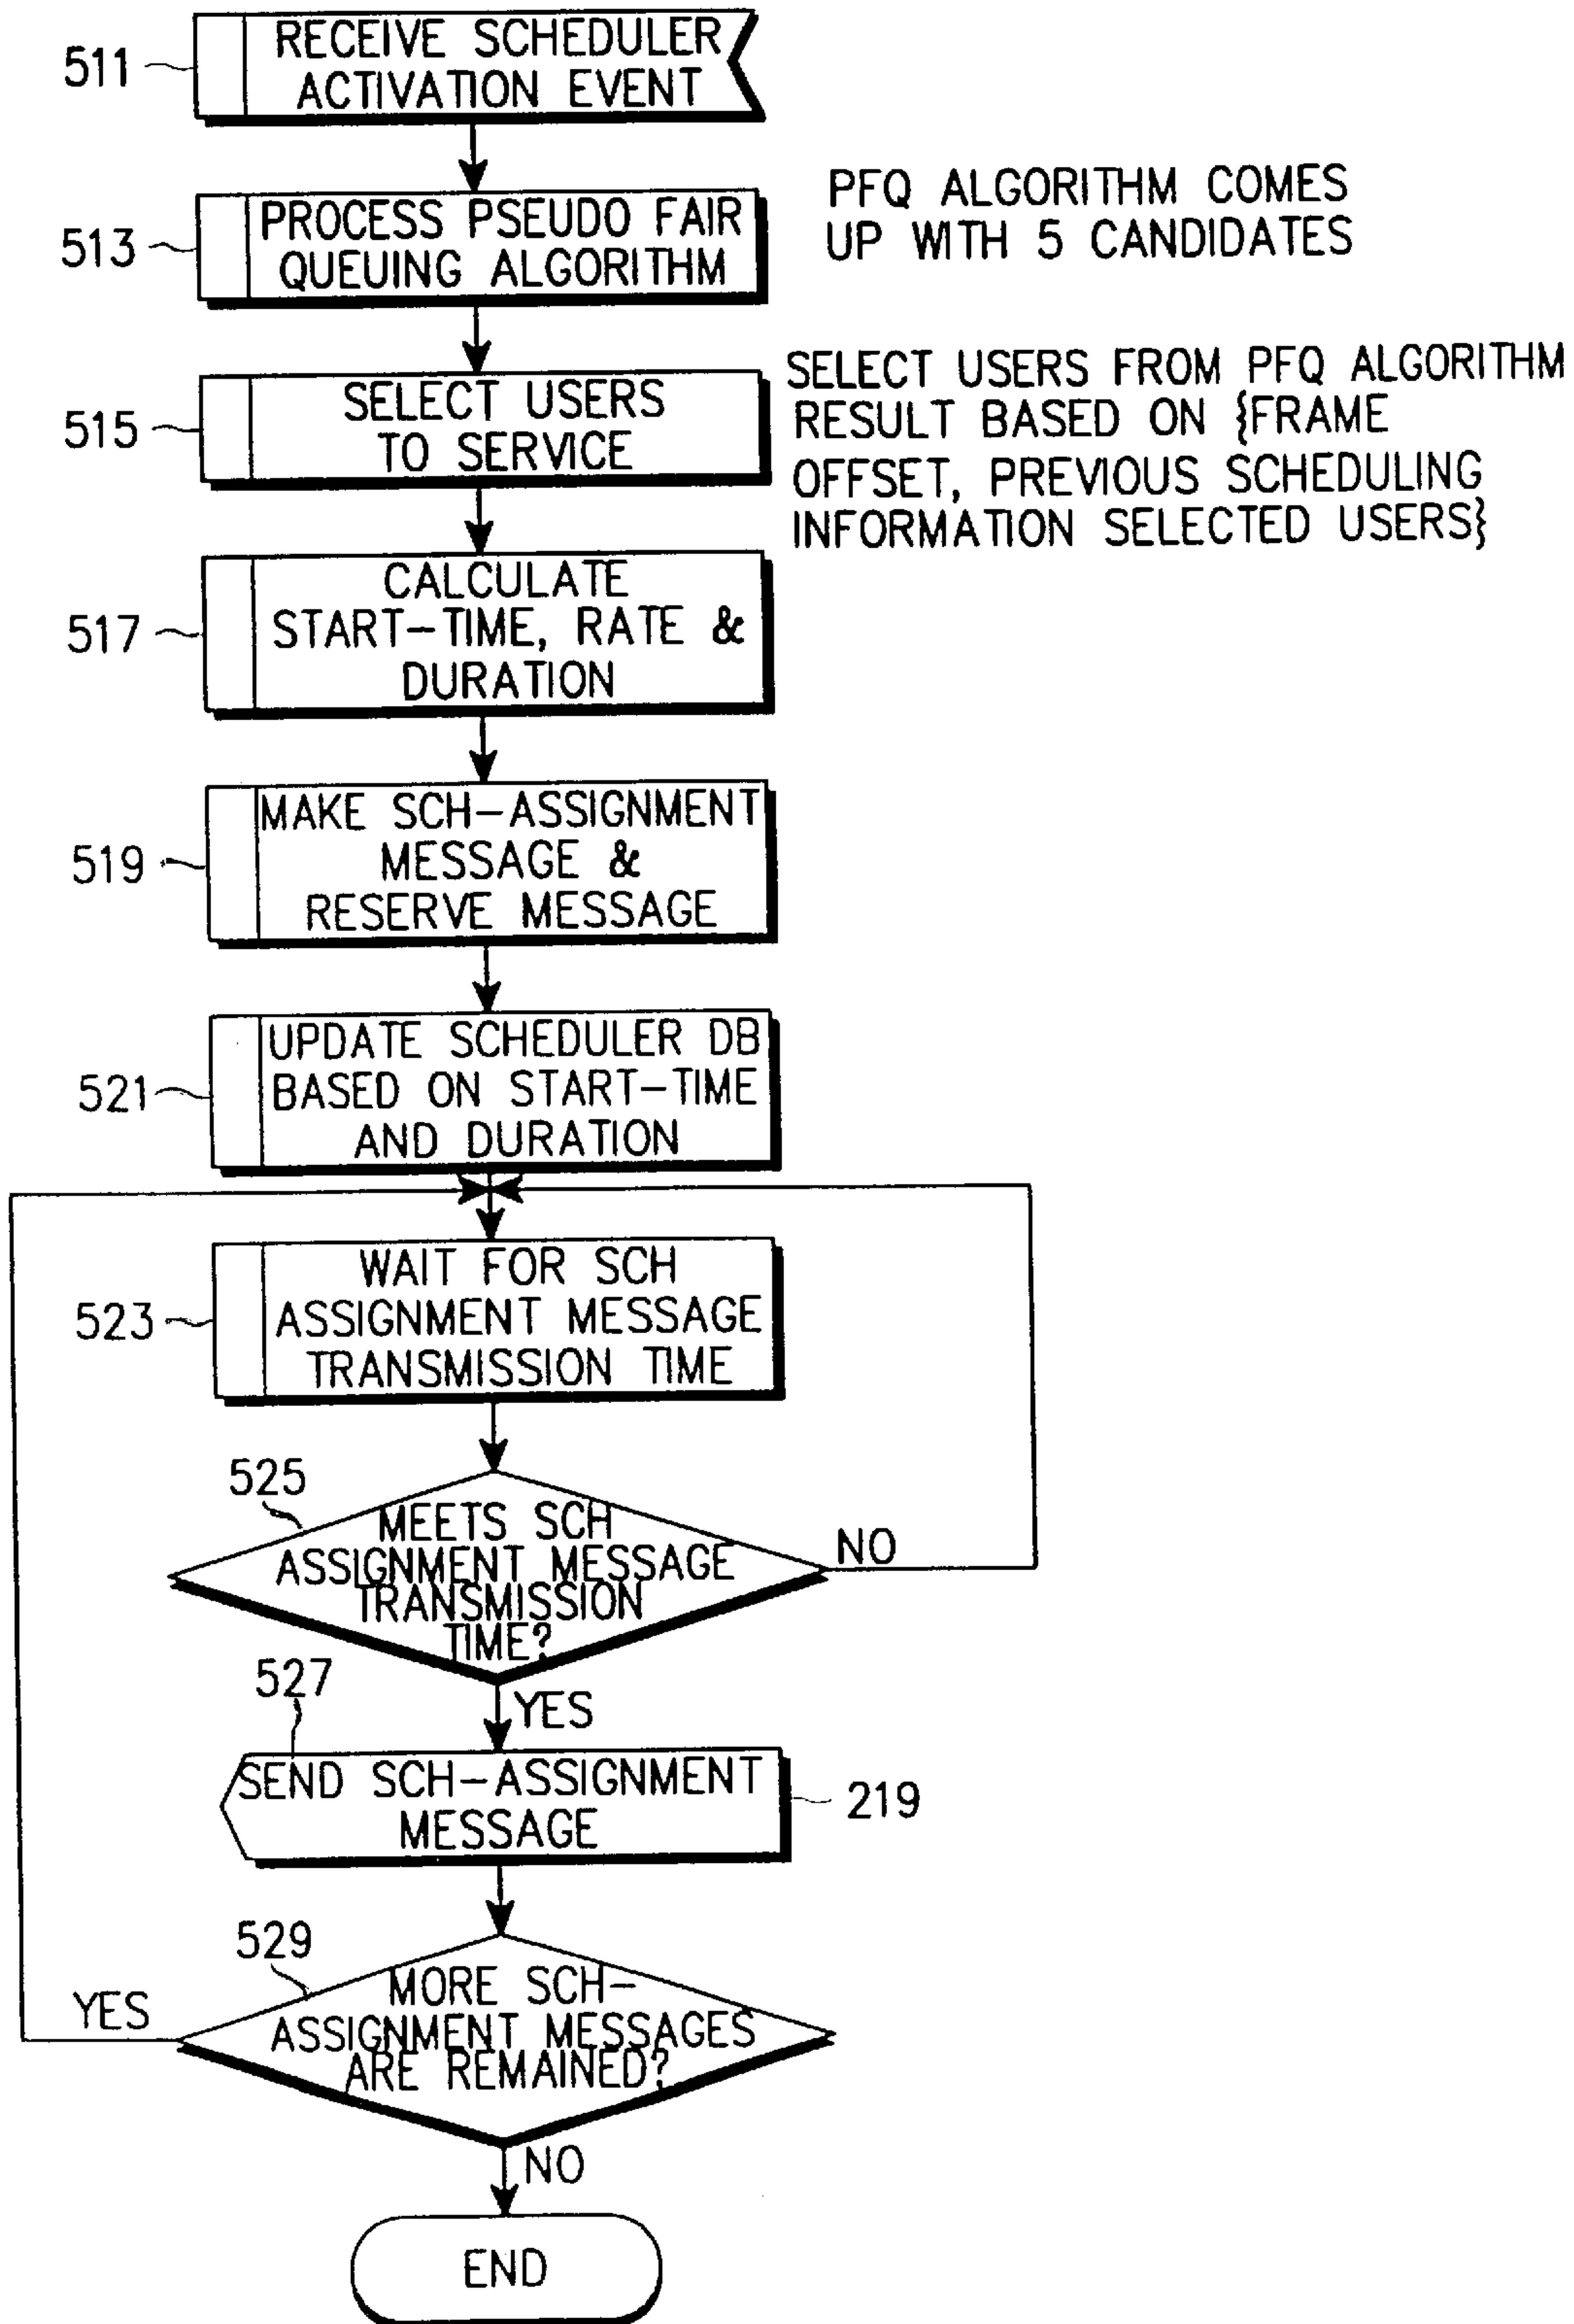 511
RECEIVE SCHEDULER
ACTIVATION EVENT
513
PROCESS PSEUDO FAIR
QUEUING ALGORITHM
PFQ ALGORITHM COMES
UP WITH 5 CANDIDATES
515
SELECT USERS
TO SERVICE
SELECT USERS FROM PFQ ALGORITHM
RESULT BASED ON {FRAME
OFFSET, PREVIOUS SCHEDULING
INFORMATION SELECTED USERS}
517
CALCULATE
START-TIME, RATE &
DURATION
519
MAKE SCH-ASSIGNMENT
MESSAGE &
RESERVE MESSAGE
521
UPDATE SCHEDULER DB
BASED ON START-TIME
AND DURATION
523
WAIT FOR SCH
ASSIGNMENT MESSAGE
TRANSMISSION TIME
525
MEETS SCH
ASSIGNMENT MESSAGE
TRANSMISSION
TIME?
NO
YES
527
SEND SCH-ASSIGNMENT
MESSAGE
219
529
MORE SCH-
ASSIGNMENT MESSAGES
ARE REMAINED?
YES
NO
END